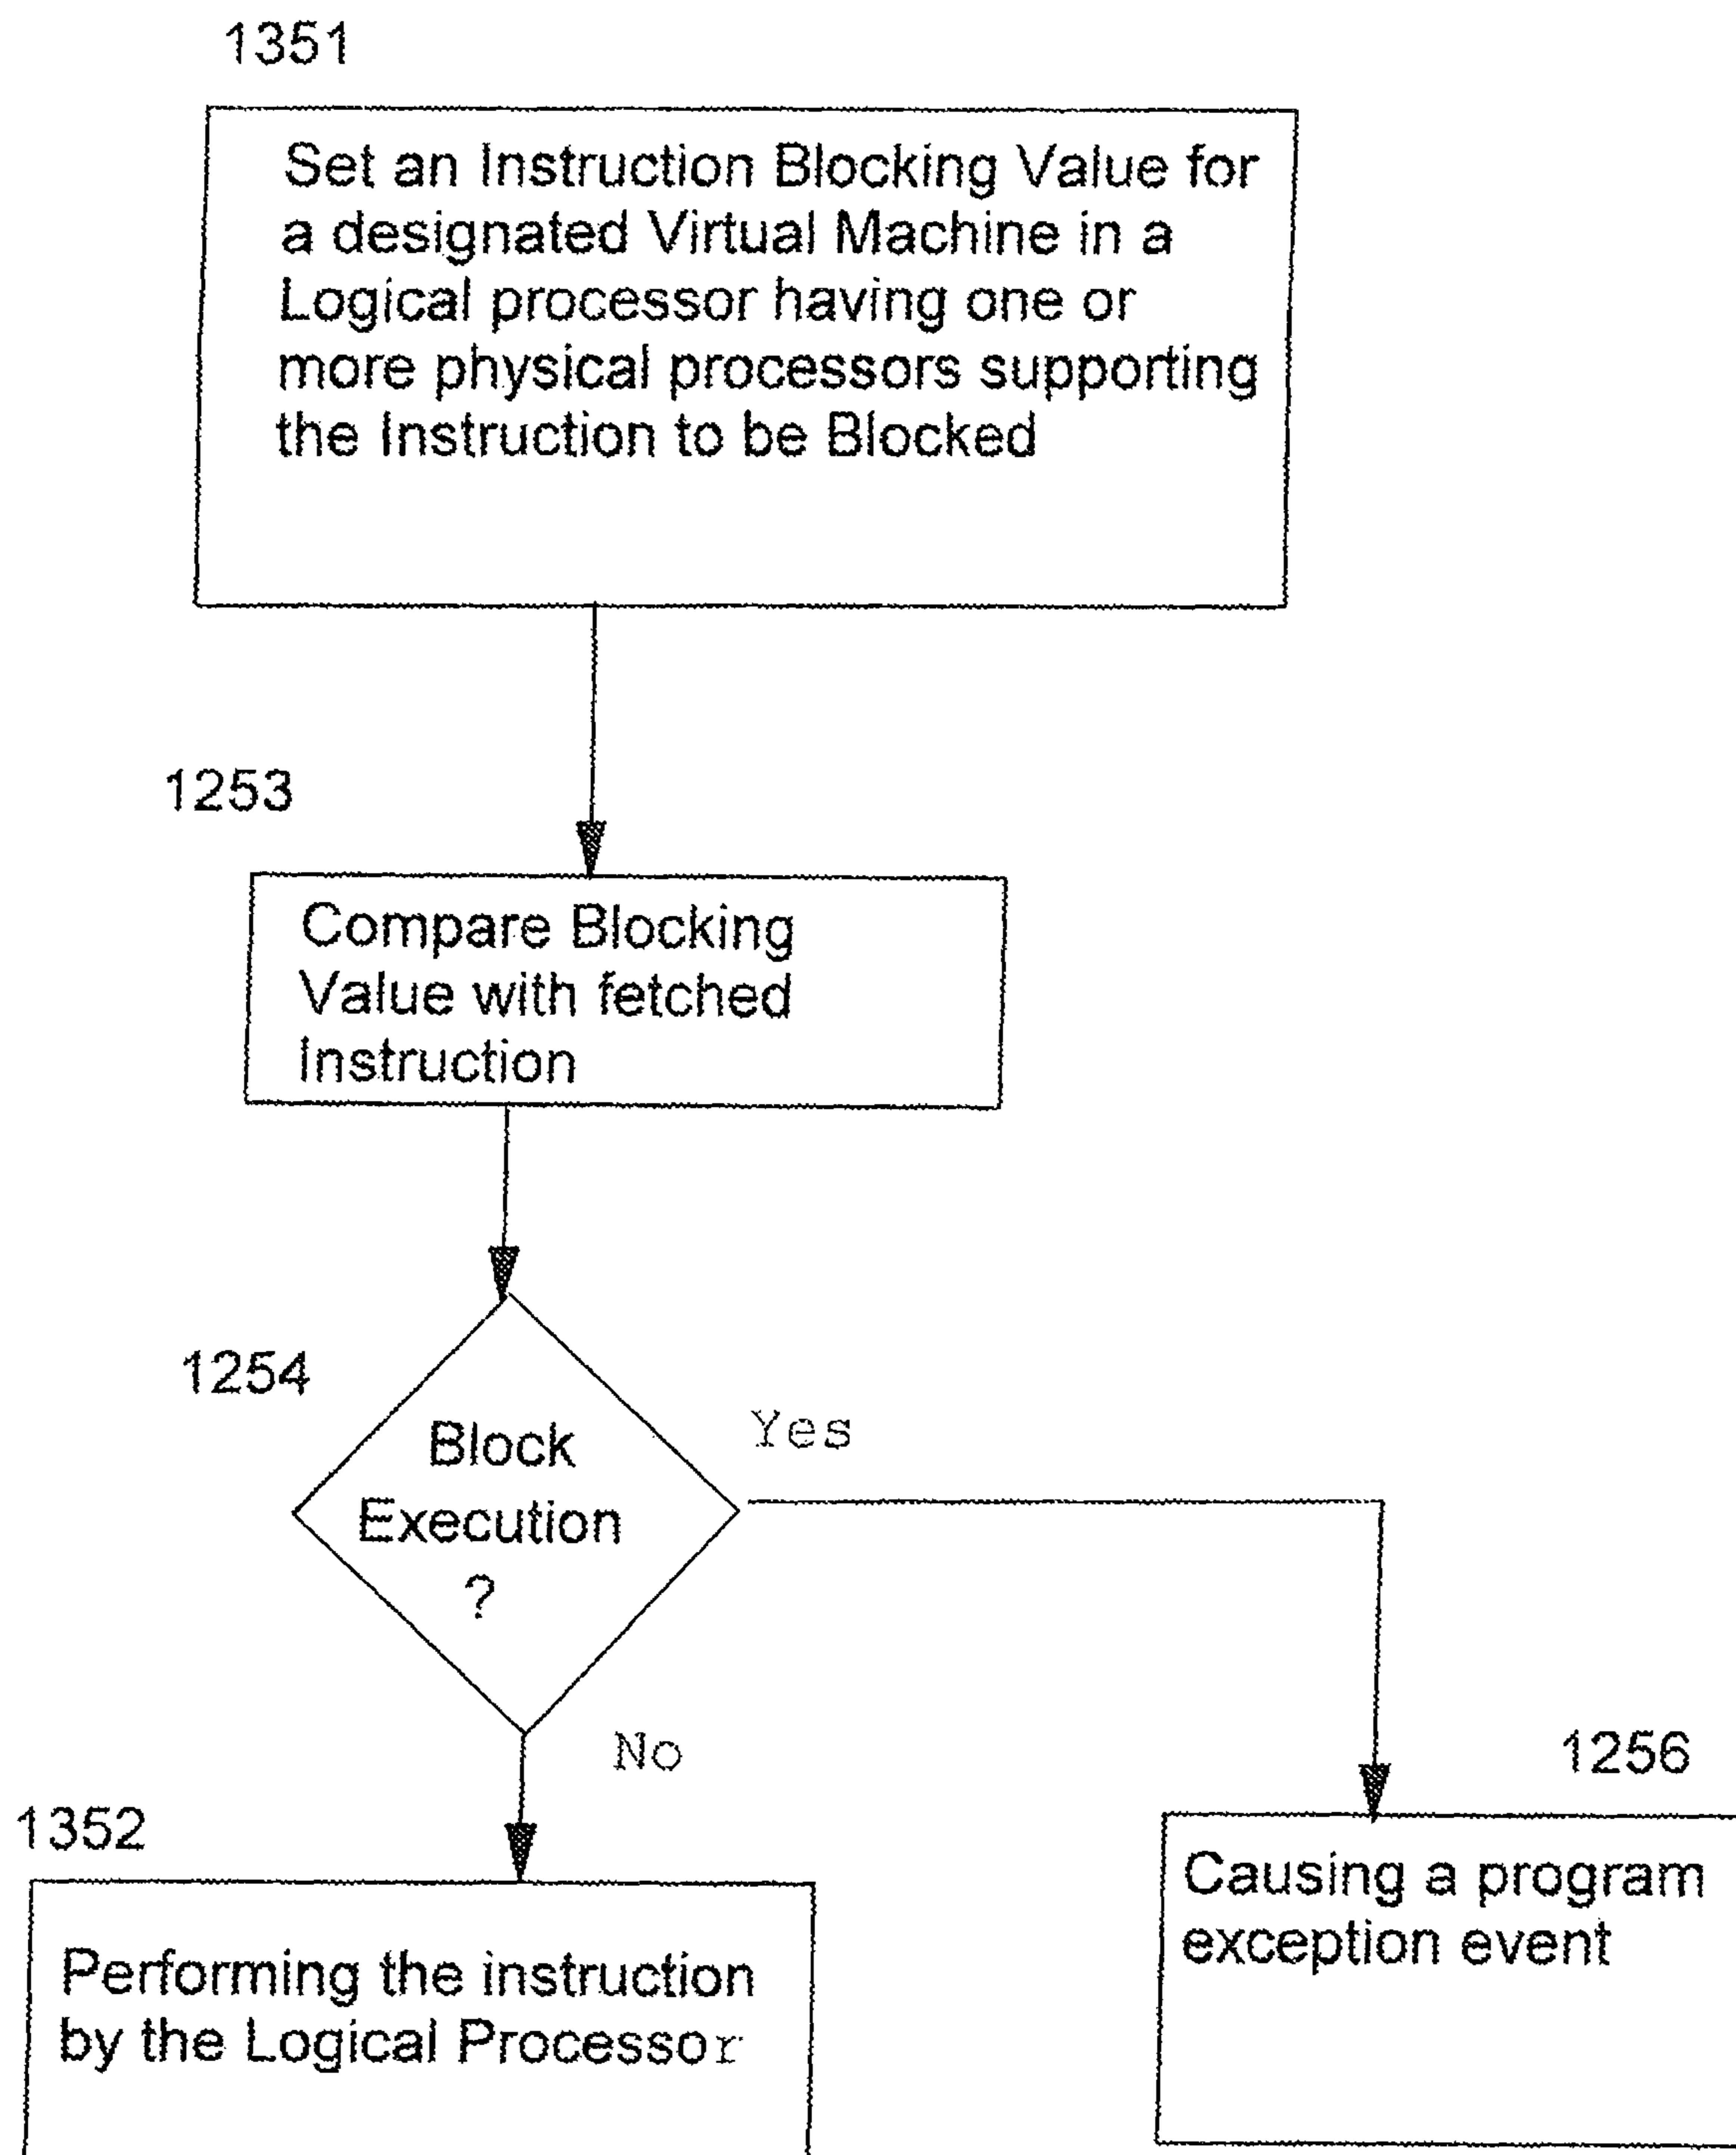 1351
Set an Instruction Blocking Value for
a designated Virtual Machine in a
Logical processor having one or
more physical processors supporting
the Instruction to be Blocked
1253
Compare Blocking
Value with fetched
Instruction
1254
Block
Execution
?
Yes
No
1256
Causing a program
exception event
1352
Performing the instruction
by the Logical Processor